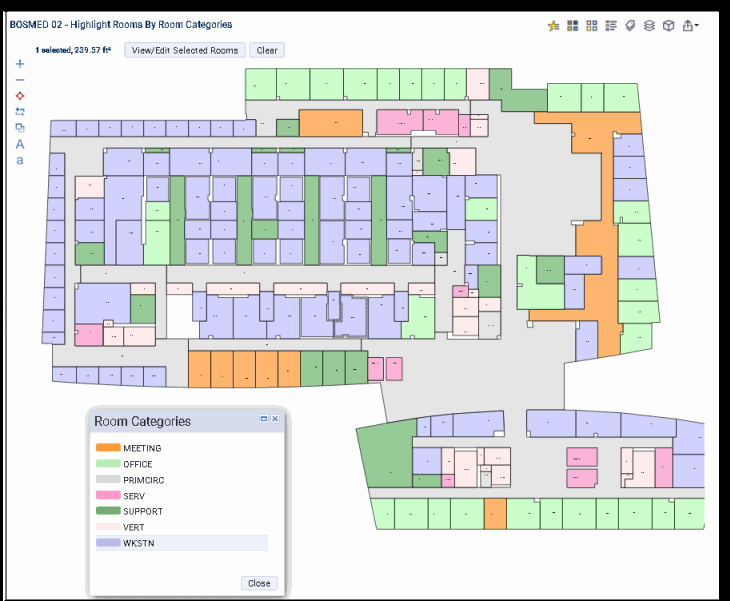 BOSMED 02 - Highlight Rooms By Room Categories
1 selected, 239.57 ft²
View/Edit Selected Rooms
Clear
A
a
Room Categories
MEETING
OFFICE
PRIMCIRC
SERV
SUPPORT
VERT
WKSTN
Close